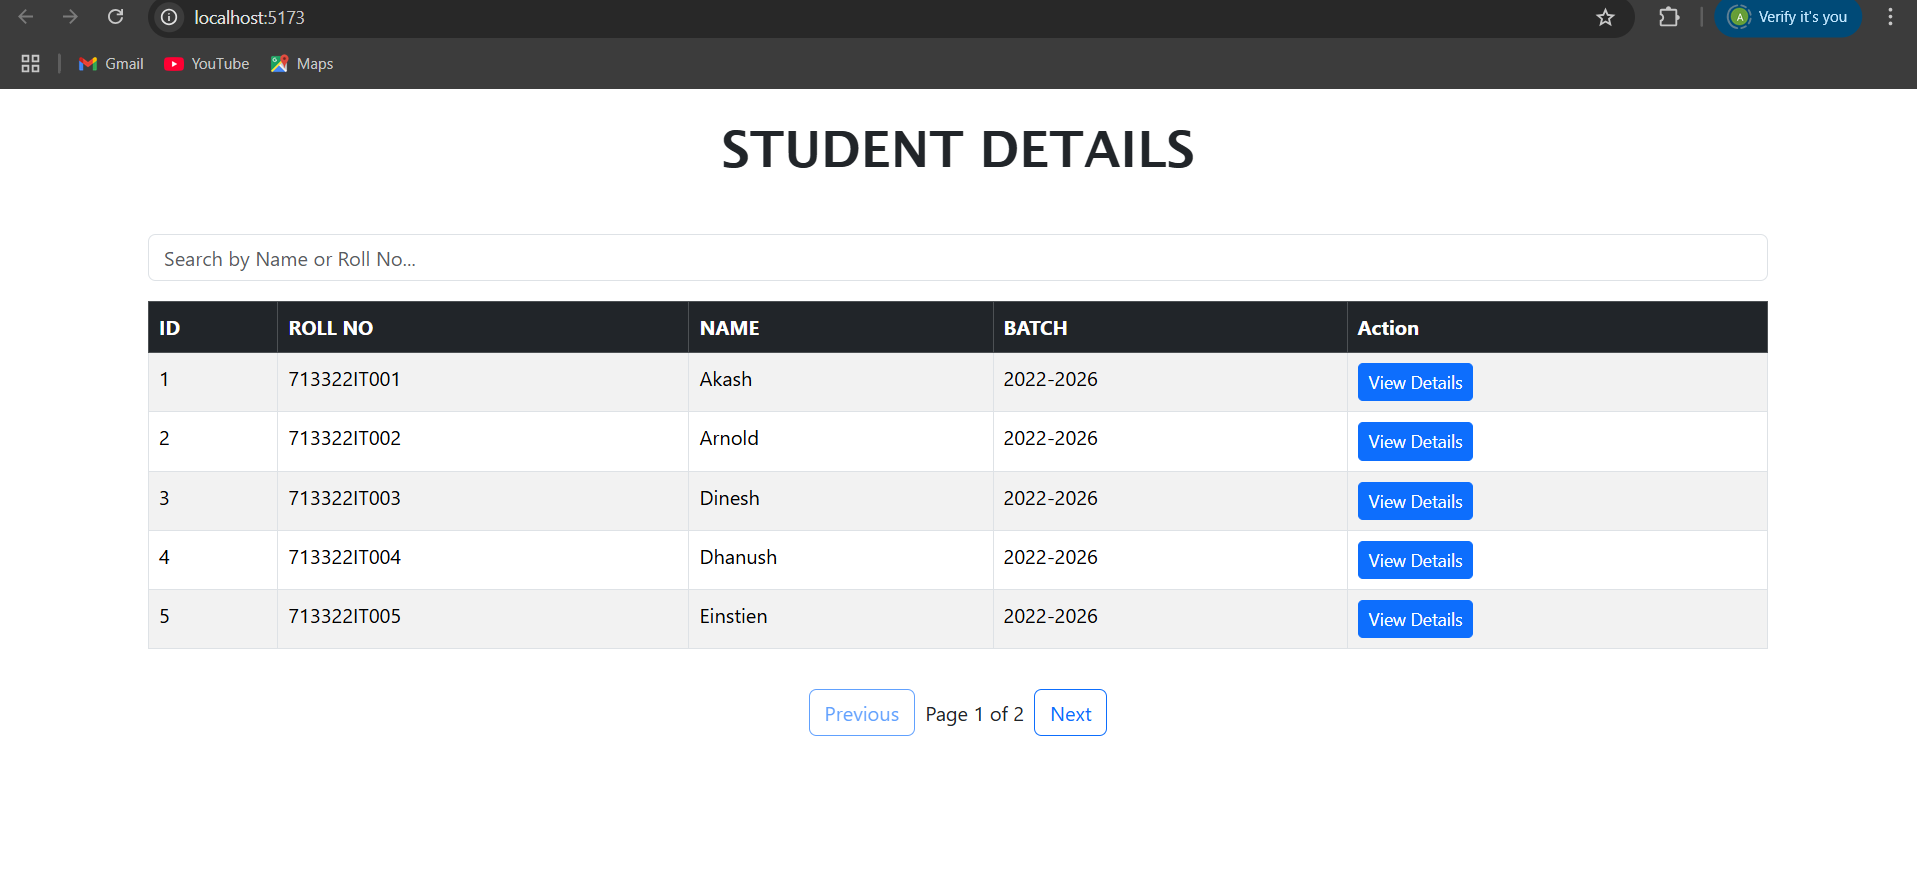 localhost:5173
A Verify it's you
Gmail YouTube Maps
STUDENT DETAILS
Search by Name or Roll No...
ID ROLL NO NAME BATCH Action
1 713322IT001 Akash 2022-2026 View Details
2 713322IT002 Arnold 2022-2026 View Details
3 713322IT003 Dinesh 2022-2026 View Details
4 713322IT004 Dhanush 2022-2026 View Details
5 713322IT005 Einstien 2022-2026 View Details
Previous Page 1 of 2 Next